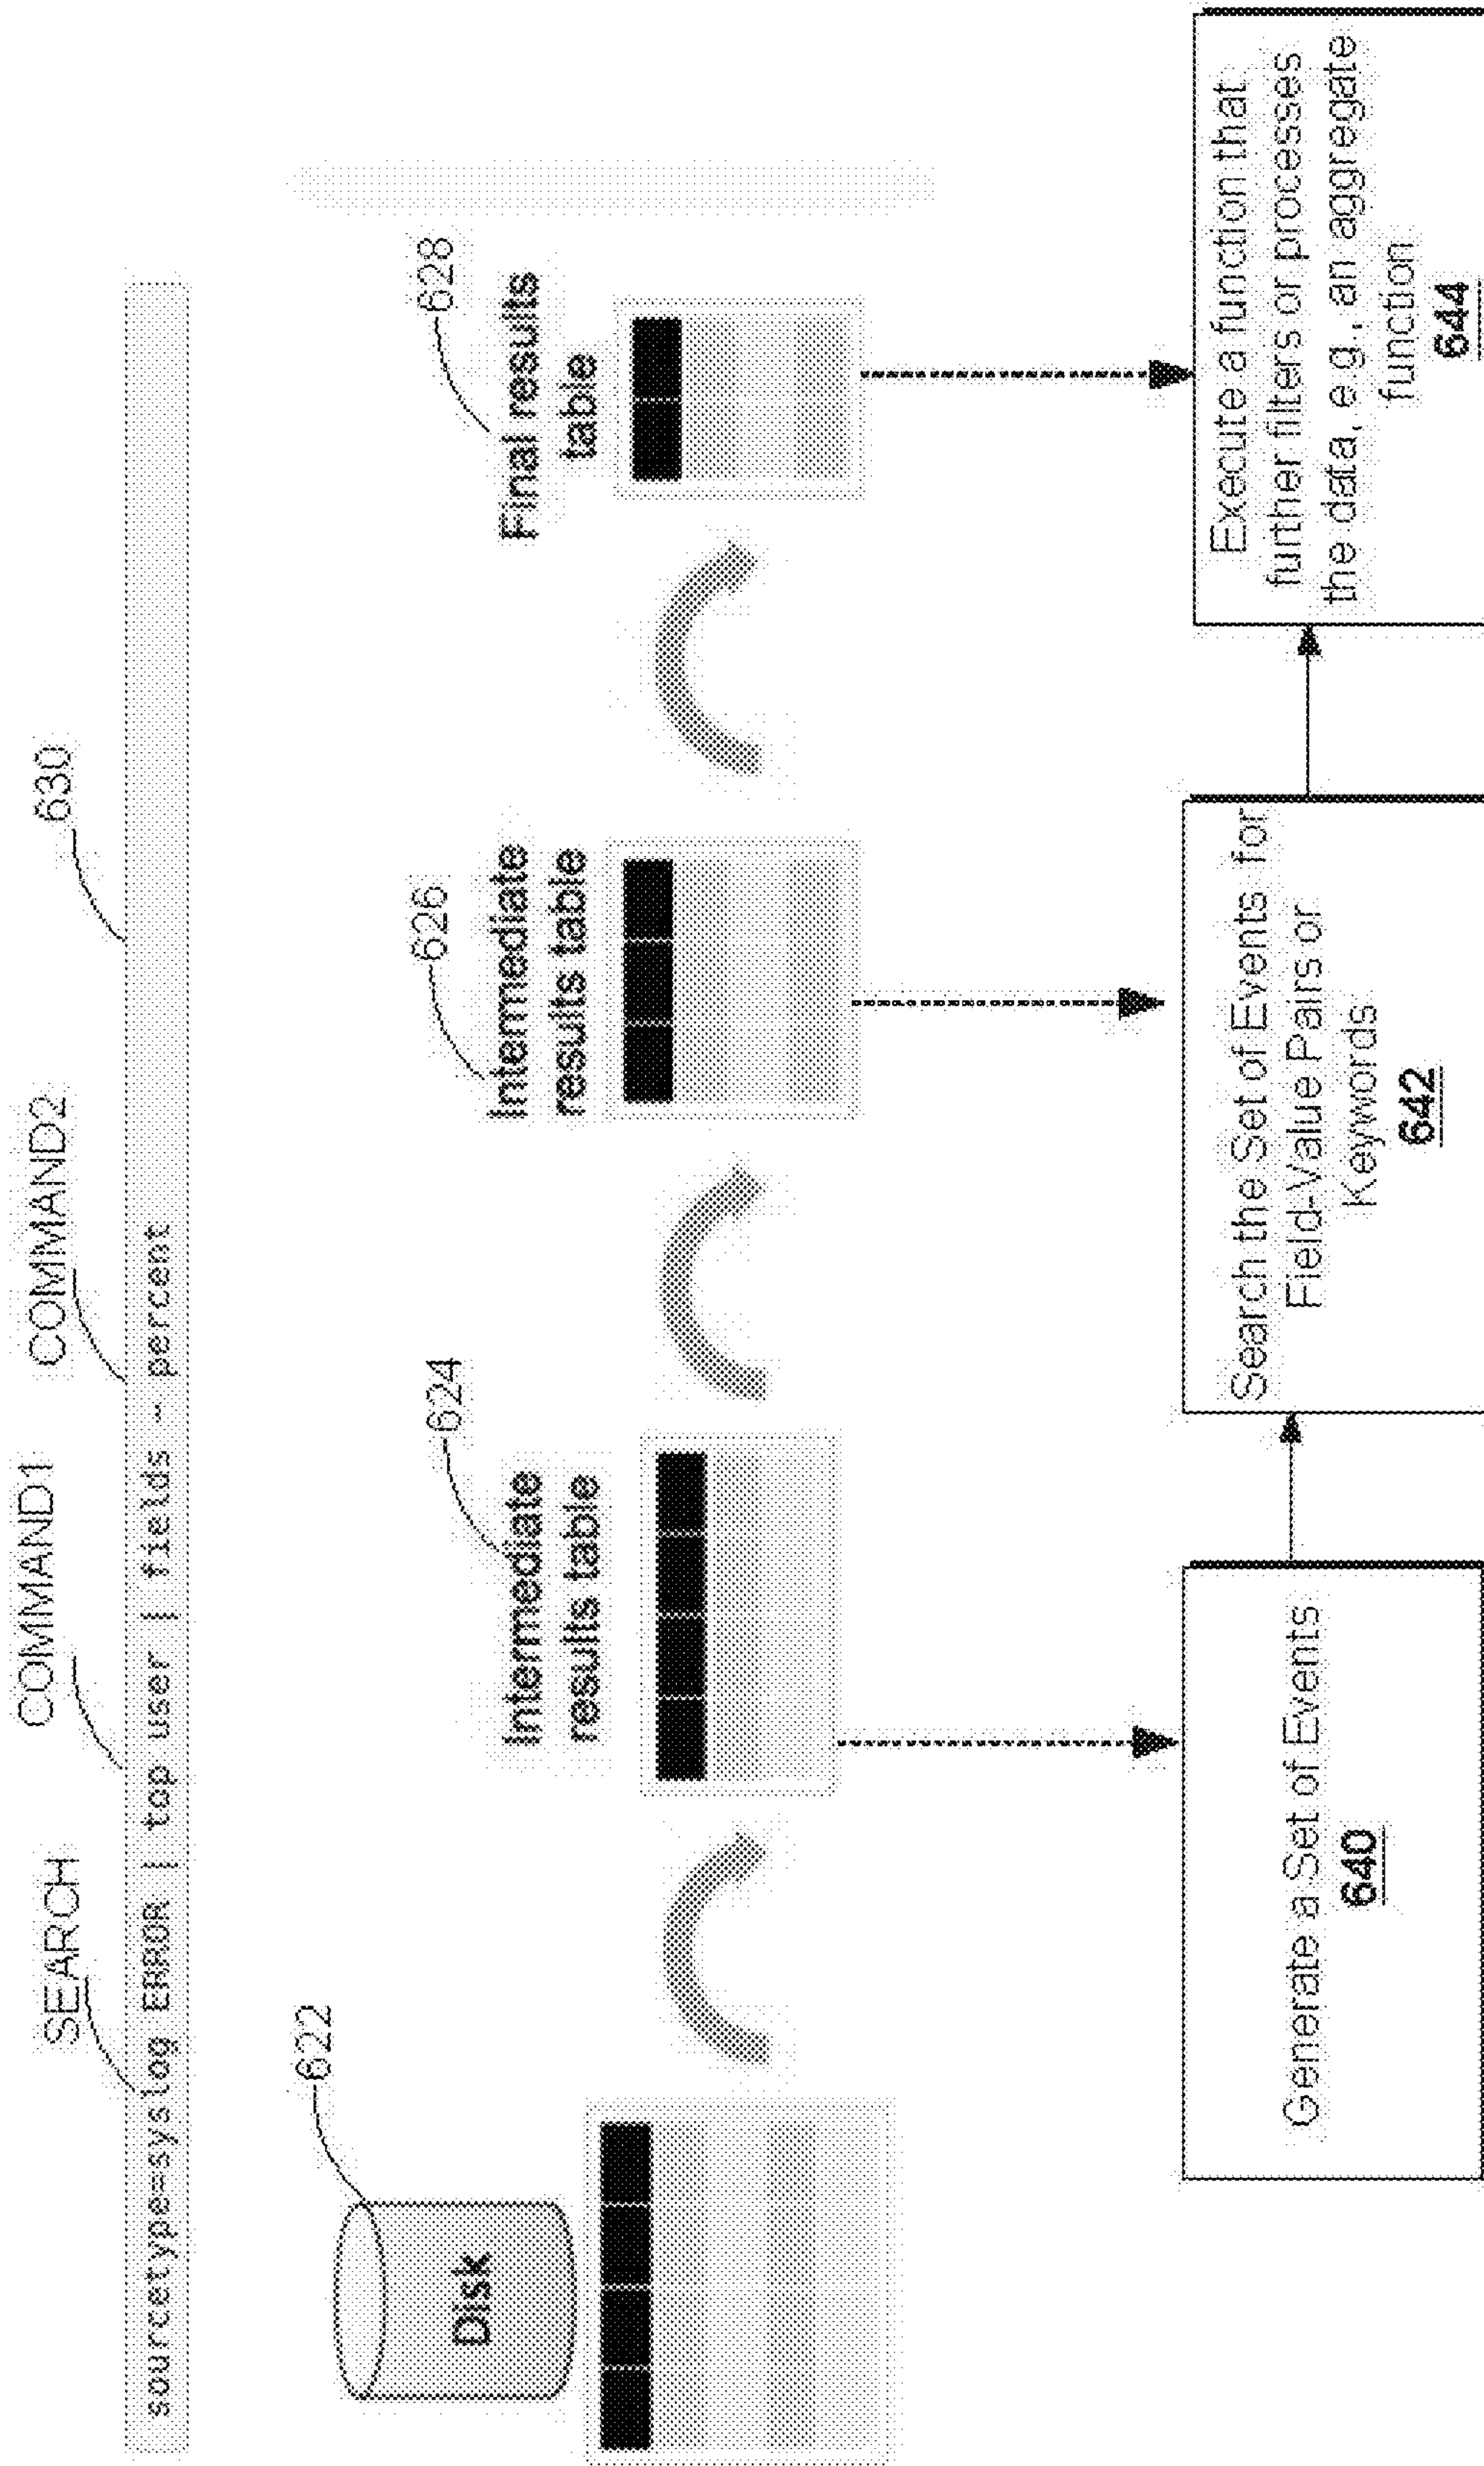 SEARCH
COMMAND1
COMMAND2
630
sourcetype=syslog ERROR | top user | fields - percent
622
Disk
624
Intermediate
results table
626
Intermediate
results table
628
Final results
table
Generate a Set of Events
640
Search the Set of Events for
Field-Value Pairs or
Keywords
642
Execute a function that
further filters or processes
the data, e.g., an aggregate
function
644